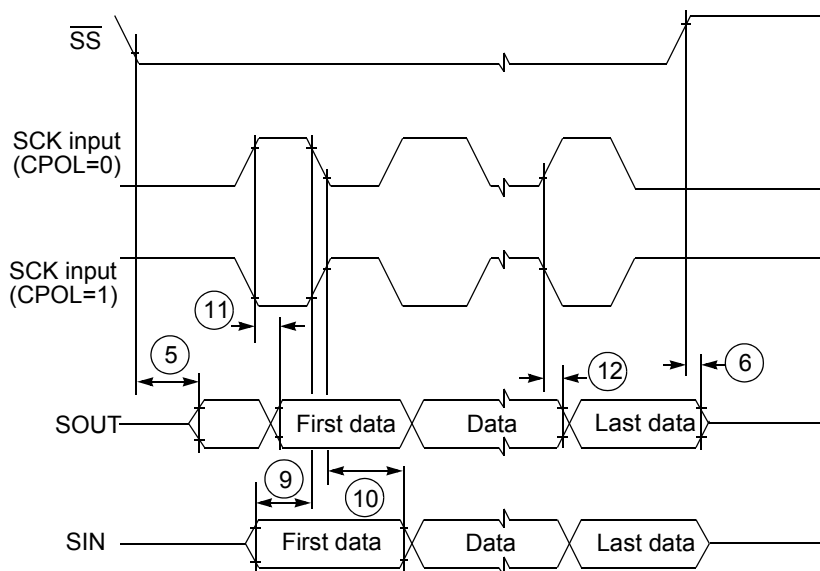 SS
SCK input
(CPOL=0)
SCK input
(CPOL=1)
11
5
12
6
SOUT
First data
Data
Last data
9
10
SIN
First data
Data
Last data